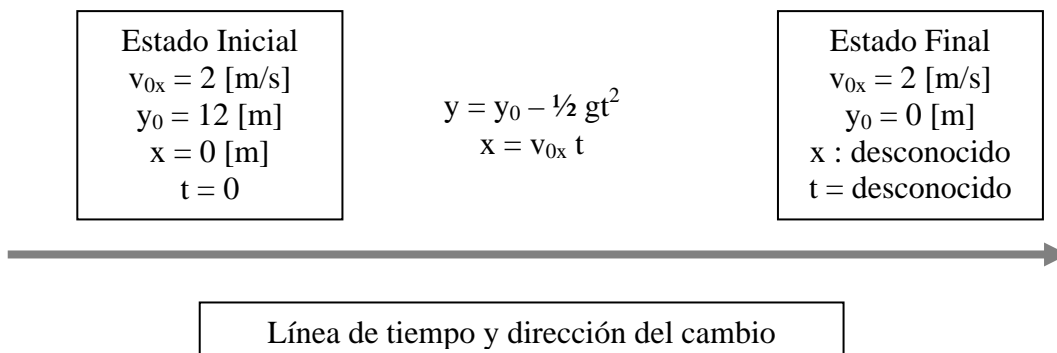 Estado Inicial
v₀ₓ = 2 [m/s]
y₀ = 12 [m]
x = 0 [m]
t = 0
y = y₀ – ½ gt²
x = v₀ₓ t
Estado Final
v₀ₓ = 2 [m/s]
y₀ = 0 [m]
x : desconocido
t = desconocido
Línea de tiempo y dirección del cambio